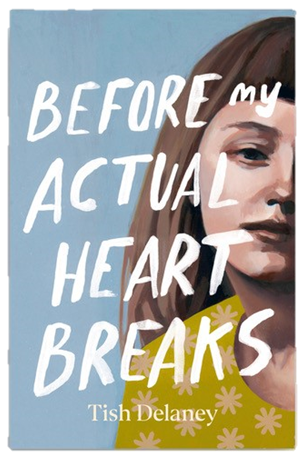 BEFORE my
ACTUAL
HEART
BREAKS
Tish Delaney